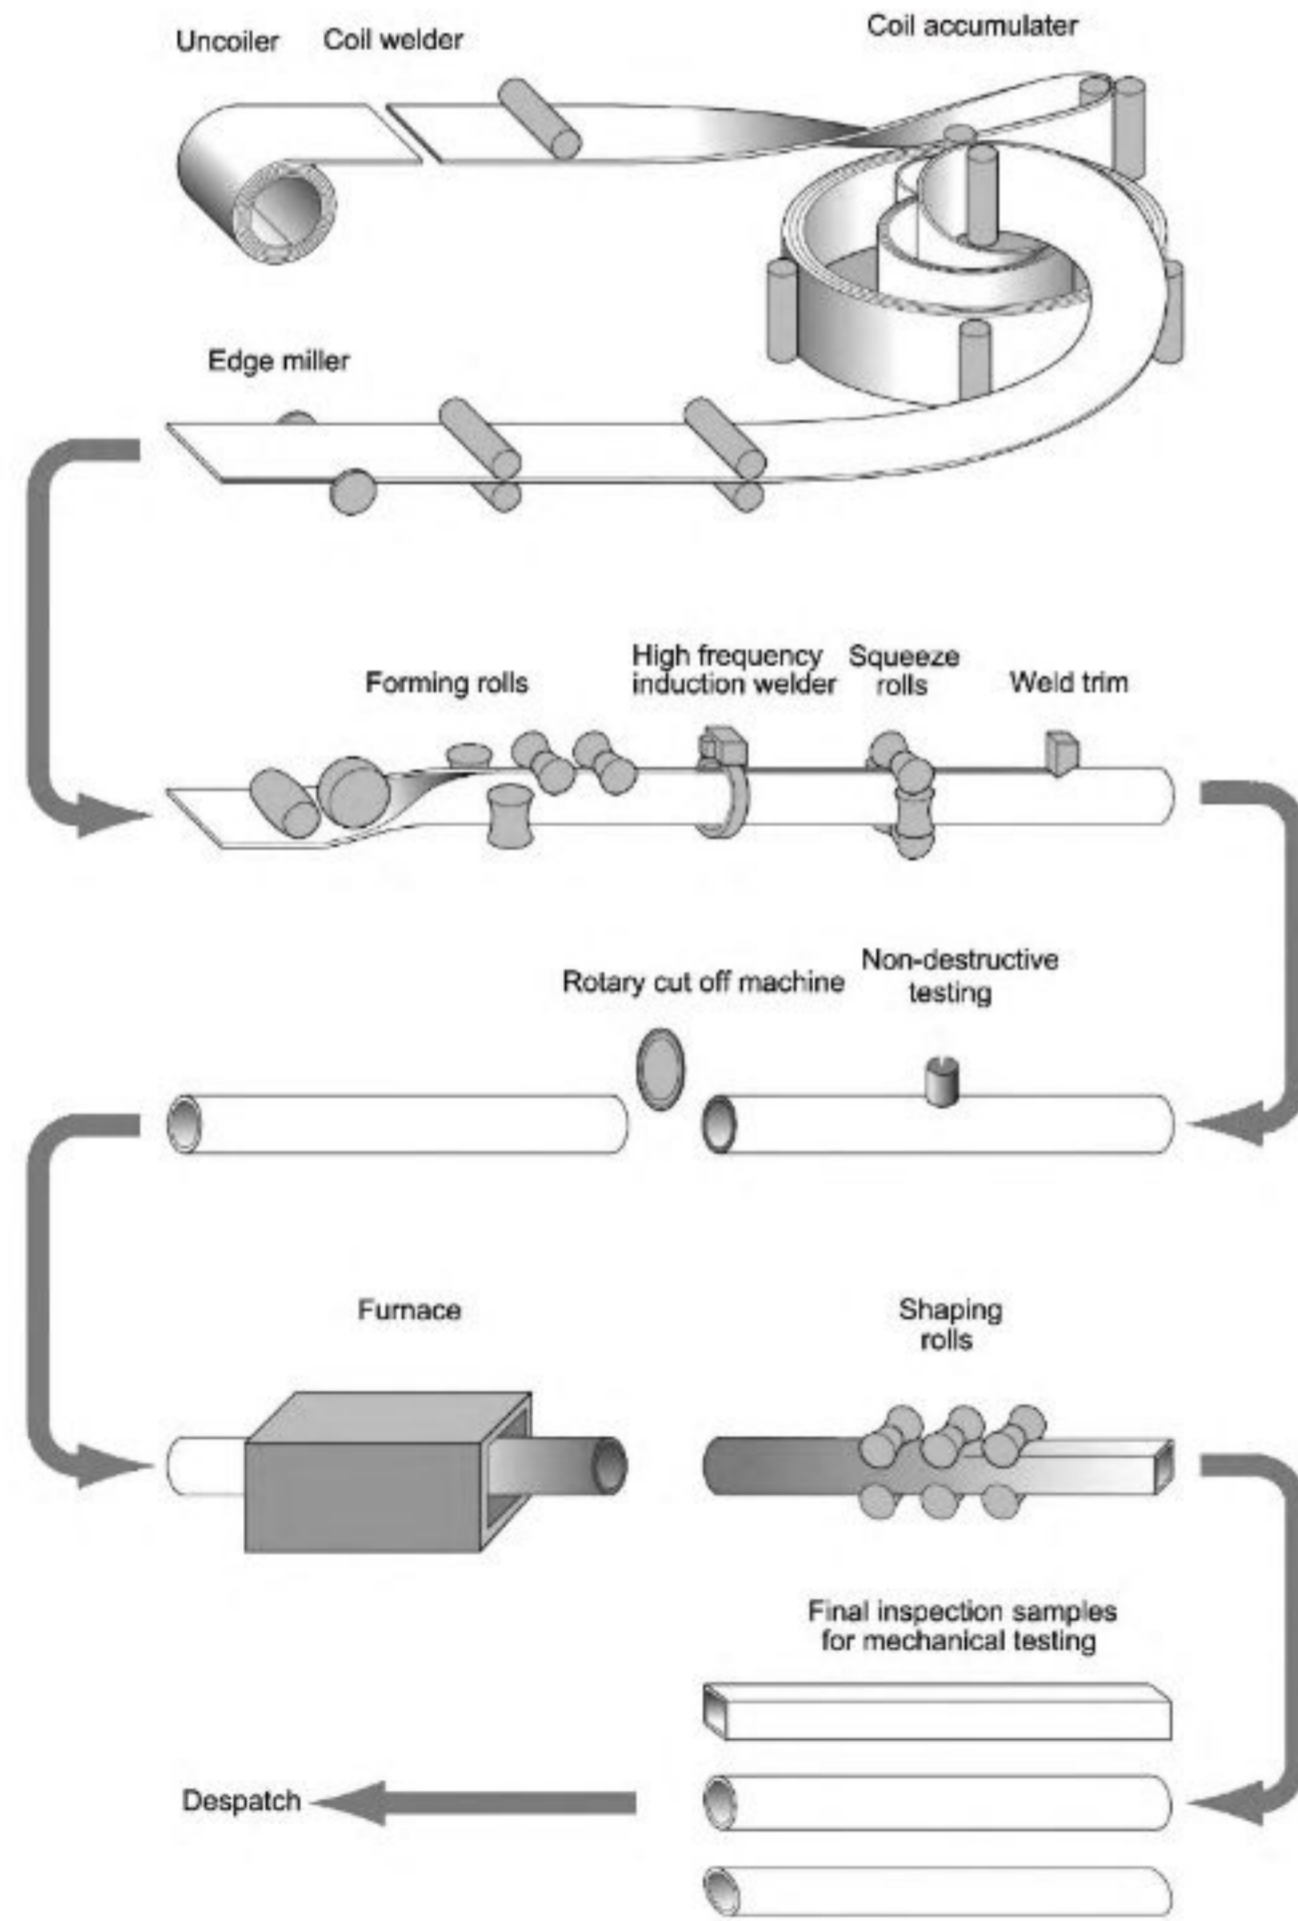 Uncoiler
Coil welder
Coil accumulater
Edge miller
Forming rolls
High frequency
induction welder
Squeeze
rolls
Weld trim
Rotary cut off machine
Non-destructive
testing
Furnace
Shaping
rolls
Final inspection samples
for mechanical testing
Despatch